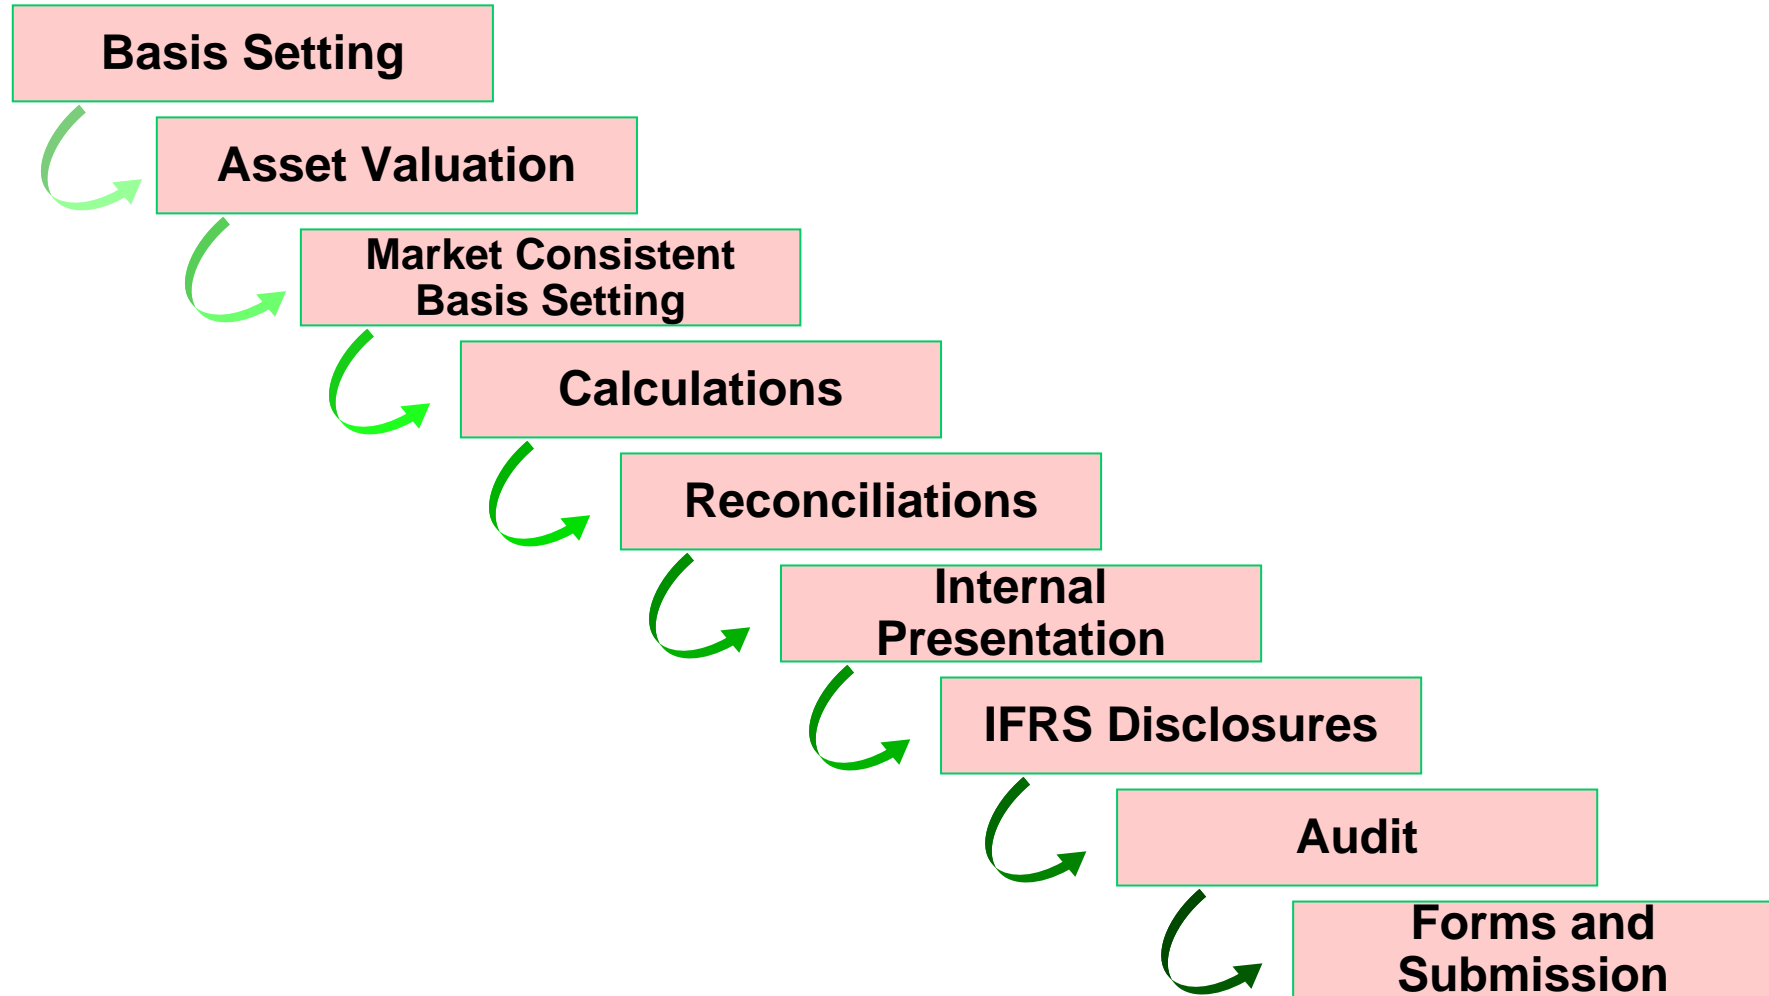 Basis Setting
Asset Valuation
Market Consistent
Basis Setting
Calculations
Reconciliations
Internal
Presentation
IFRS Disclosures
Audit
Forms and
Submission